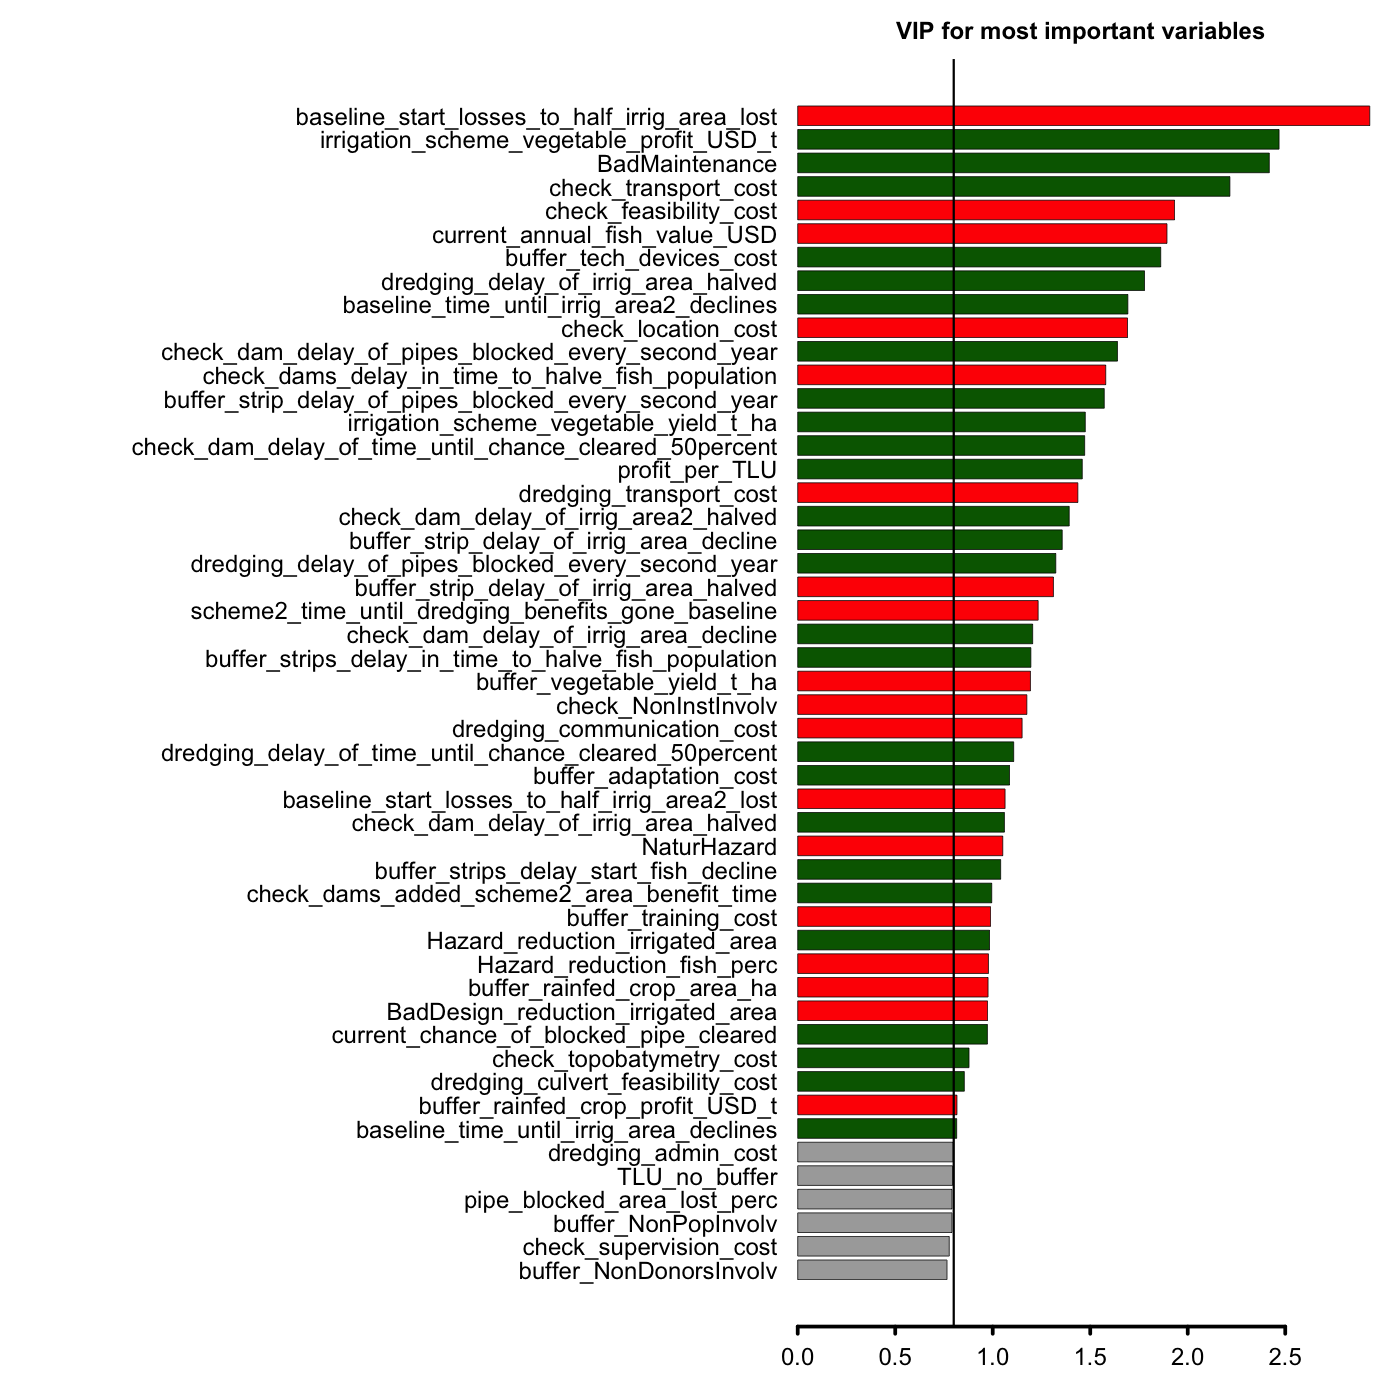 VIP for most important variables
baseline_start_losses_to_half_irrig_area_lost
irrigation_scheme_vegetable_profit_USD_t
BadMaintenance
check_transport_cost
check_feasibility_cost
current_annual_fish_value_USD
buffer_tech_devices_cost
dredging_delay_of_irrig_area_halved
baseline_time_until_irrig_area2_declines
check_location_cost
check_dam_delay_of_pipes_blocked_every_second_year
check_dams_delay_in_time_to_halve_fish_population
buffer_strip_delay_of_pipes_blocked_every_second_year
irrigation_scheme_vegetable_yield_t_ha
check_dam_delay_of_time_until_chance_cleared_50percent
profit_per_TLU
dredging_transport_cost
check_dam_delay_of_irrig_area2_halved
buffer_strip_delay_of_irrig_area_decline
dredging_delay_of_pipes_blocked_every_second_year
buffer_strip_delay_of_irrig_area_halved
scheme2_time_until_dredging_benefits_gone_baseline
check_dam_delay_of_irrig_area_decline
buffer_strips_delay_in_time_to_halve_fish_population
buffer_vegetable_yield_t_ha
check_NonInstInvolv
dredging_communication_cost
dredging_delay_of_time_until_chance_cleared_50percent
buffer_adaptation_cost
baseline_start_losses_to_half_irrig_area2_lost
check_dam_delay_of_irrig_area_halved
NaturHazard
buffer_strips_delay_start_fish_decline
check_dams_added_scheme2_area_benefit_time
buffer_training_cost
Hazard_reduction_irrigated_area
Hazard_reduction_fish_perc
buffer_rainfed_crop_area_ha
BadDesign_reduction_irrigated_area
current_chance_of_blocked_pipe_cleared
check_topobatymetry_cost
dredging_culvert_feasibility_cost
buffer_rainfed_crop_profit_USD_t
baseline_time_until_irrig_area_declines
dredging_admin_cost
TLU_no_buffer
pipe_blocked_area_lost_perc
buffer_NonPopInvolv
check_supervision_cost
buffer_NonDonorsInvolv
0.0 0.5 1.0 1.5 2.0 2.5